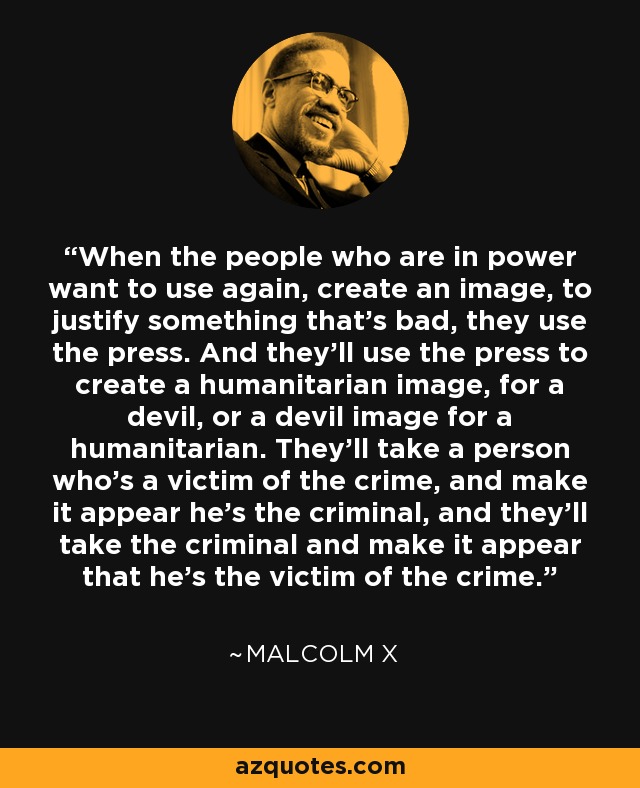 “When the people who are in power
want to use again, create an image, to
justify something that’s bad, they use
the press. And they’ll use the press to
create a humanitarian image, for a
devil, or a devil image for a
humanitarian. They’ll take a person
who’s a victim of the crime, and make
it appear he’s the criminal, and they’ll
take the criminal and make it appear
that he’s the victim of the crime.”
~MALCOLM X
azquotes.com